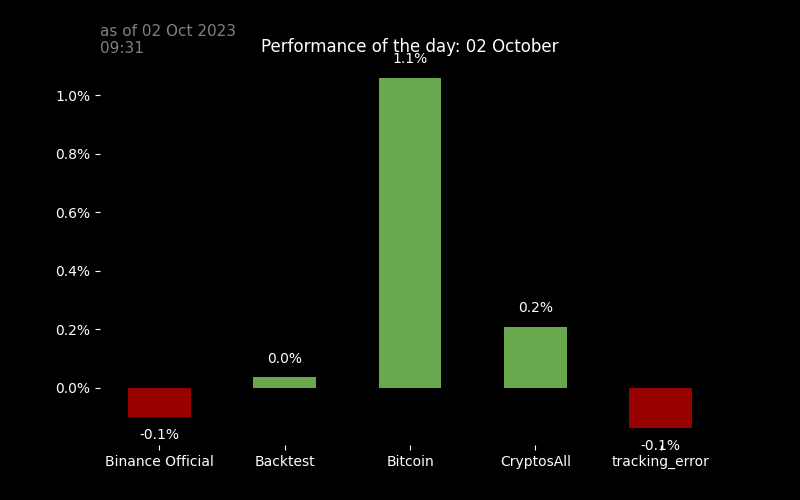 as of 02 Oct 2023
09:31
Performance of the day: 02 October
1.1%
1.0%
0.8%
0.6%
0.4%
0.2%
0.2%
0.0%
0.0%
-0.1%
-0.1%
Binance Official
Backtest
Bitcoin
CryptosAll
tracking_error